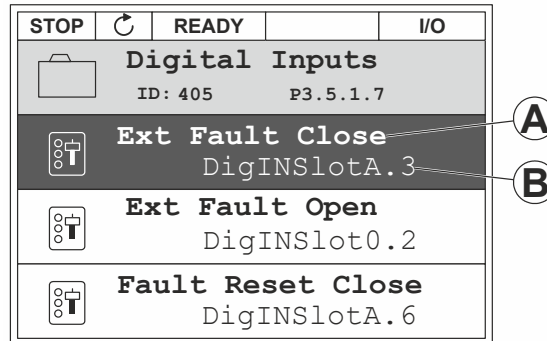 STOP READY I/O
Digital Inputs
ID: 405 P3.5.1.7
Ext Fault Close
DigINSlotA.3
Ext Fault Open
DigINSlot0.2
Fault Reset Close
DigINSlotA.6
A
B